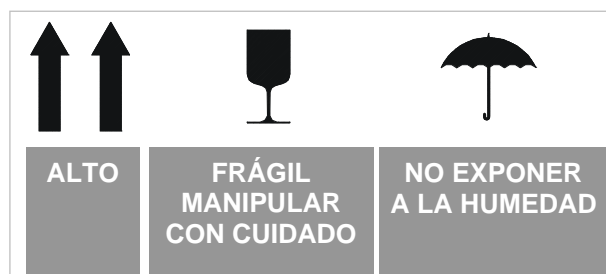 ALTO
FRÁGIL
MANIPULAR
CON CUIDADO
NO EXPONER
A LA HUMEDAD